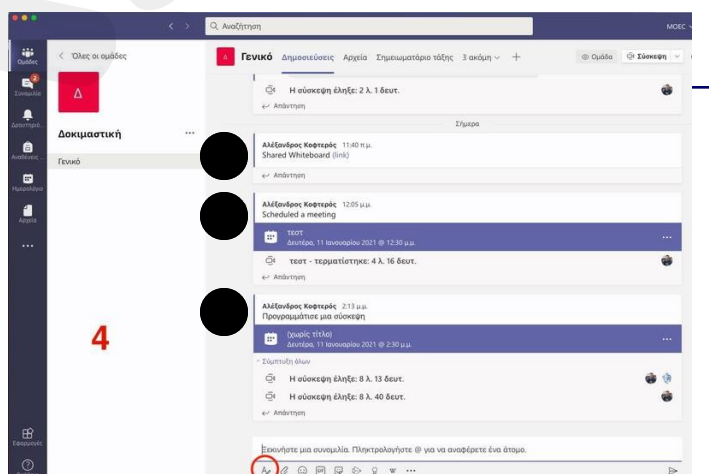 Αναζήτηση
MOEC
Ομάδες
2
Συνομιλία
Αναθέσεις ...
Ημερολόγιο
Αρχεία
...
Εφαρμογές
Όλες οι ομάδες
Δ
Δοκιμαστική
...
Γενικό
4
Δ Γενικό Δημοσιεύσεις Αρχεία Σημειωματάριο τάξης 3 ακόμη +
Ομάδα Σύσκεψη
Η σύσκεψη έληξε: 2 λ. 1 δευτ.
Απάντηση
Σήμερα
Αλέξανδρος Κοφτερός 11:40 π.μ.
Shared Whiteboard (link)
Απάντηση
Αλέξανδρος Κοφτερός 12:05 μ.μ.
Scheduled a meeting
τεστ
Δευτέρα, 11 Ιανουαρίου 2021 @ 12:30 μ.μ.
...
τεστ - τερματίστηκε: 4 λ. 16 δευτ.
Απάντηση
Αλέξανδρος Κοφτερός 2:13 μ.μ.
Προγραμμάτισε μια σύσκεψη
(χωρίς τίτλο)
Δευτέρα, 11 Ιανουαρίου 2021 @ 2:30 μ.μ.
...
Σύμπτυξη όλων
Η σύσκεψη έληξε: 8 λ. 13 δευτ.
Η σύσκεψη έληξε: 8 λ. 40 δευτ.
Απάντηση
Ξεκινήστε μια συνομιλία. Πληκτρολογήστε @ για να αναφέρετε ένα άτομο.